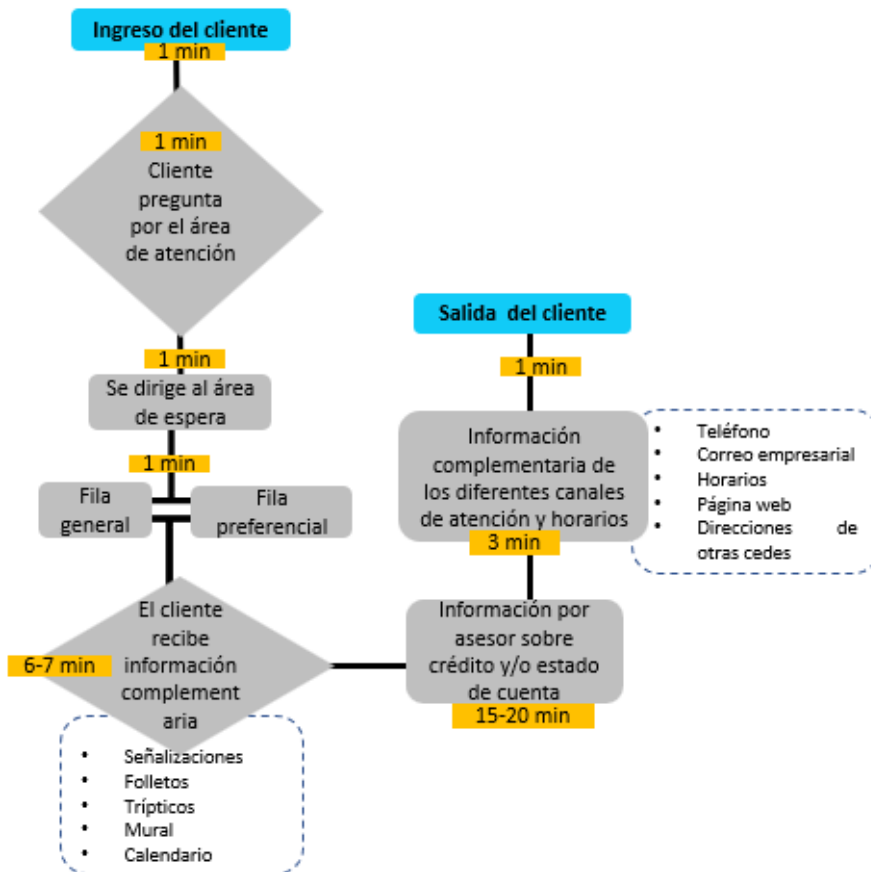 Ingreso del cliente
1 min
1 min
Cliente
pregunta
por el área
de atención
1 min
Se dirige al área
de espera
1 min
Fila
general
Fila
preferencial
El cliente
recibe
información
complement
aria
6-7 min
• Señalizaciones
• Folletos
• Trípticos
• Mural
• Calendario
Salida del cliente
1 min
Información
complementaria de
los diferentes canales
de atención y horarios
3 min
• Teléfono
• Correo empresarial
• Horarios
• Página web
• Direcciones de
otras cedes
Información por
asesor sobre
crédito y/o estado
de cuenta
15-20 min